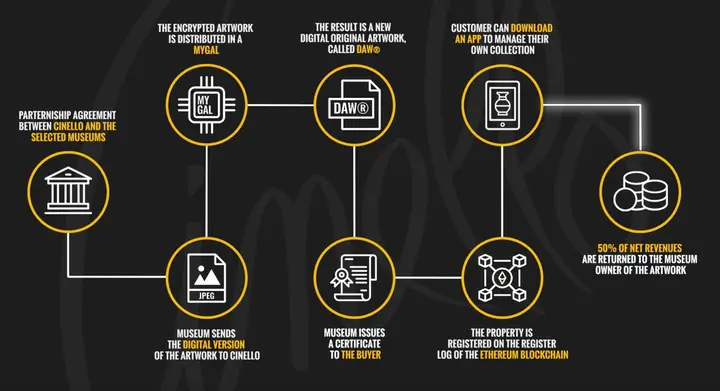 PARTERNISHIP AGREEMENT
BETWEEN CINELLO AND THE
SELECTED MUSEUMS
JPEG
MUSEUM SENDS
THE DIGITAL VERSION
OF THE ARTWORK TO CINELLO
THE ENCRYPTED ARTWORK
IS DISTRIBUTED IN A
MYGAL
MY
GAL
THE RESULT IS A NEW
DIGITAL ORIGINAL ARTWORK,
CALLED DAW®
DAW®
MUSEUM ISSUES
A CERTIFICATE
TO THE BUYER
THE PROPERTY IS
REGISTERED ON THE REGISTER
LOG OF THE ETHEREUM BLOCKCHAIN
CUSTOMER CAN DOWNLOAD
AN APP TO MANAGE THEIR
OWN COLLECTION
50% OF NET REVENUES
ARE RETURNED TO THE MUSEUM
OWNER OF THE ARTWORK
Cinello